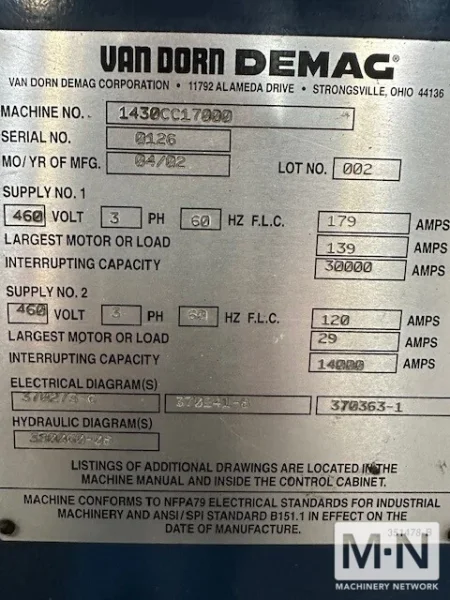 VAN DORN DEMAG®
VAN DORN DEMAG CORPORATION • 11792 ALAMEDA DRIVE • STRONGSVILLE, OHIO 44136
MACHINE NO. 1430CC17000
SERIAL NO. 0126
MO/YR OF MFG. 04/02 LOT NO. 002
SUPPLY NO. 1
460 VOLT 3 PH 60 HZ F.L.C. 179 AMPS
LARGEST MOTOR OR LOAD 139 AMPS
INTERRUPTING CAPACITY 30000 AMPS
SUPPLY NO. 2
460 VOLT 3 PH 60 HZ F.L.C. 120 AMPS
LARGEST MOTOR OR LOAD 29 AMPS
INTERRUPTING CAPACITY 14000 AMPS
ELECTRICAL DIAGRAM(S)
370363-1
HYDRAULIC DIAGRAM(S)
LISTINGS OF ADDITIONAL DRAWINGS ARE LOCATED IN THE
MACHINE MANUAL AND INSIDE THE CONTROL CABINET.
MACHINE CONFORMS TO NFPA79 ELECTRICAL STANDARDS FOR INDUSTRIAL
MACHINERY AND ANSI/SPI STANDARD B151.1 IN EFFECT ON THE
DATE OF MANUFACTURE.
M-N
MACHINERY NETWORK